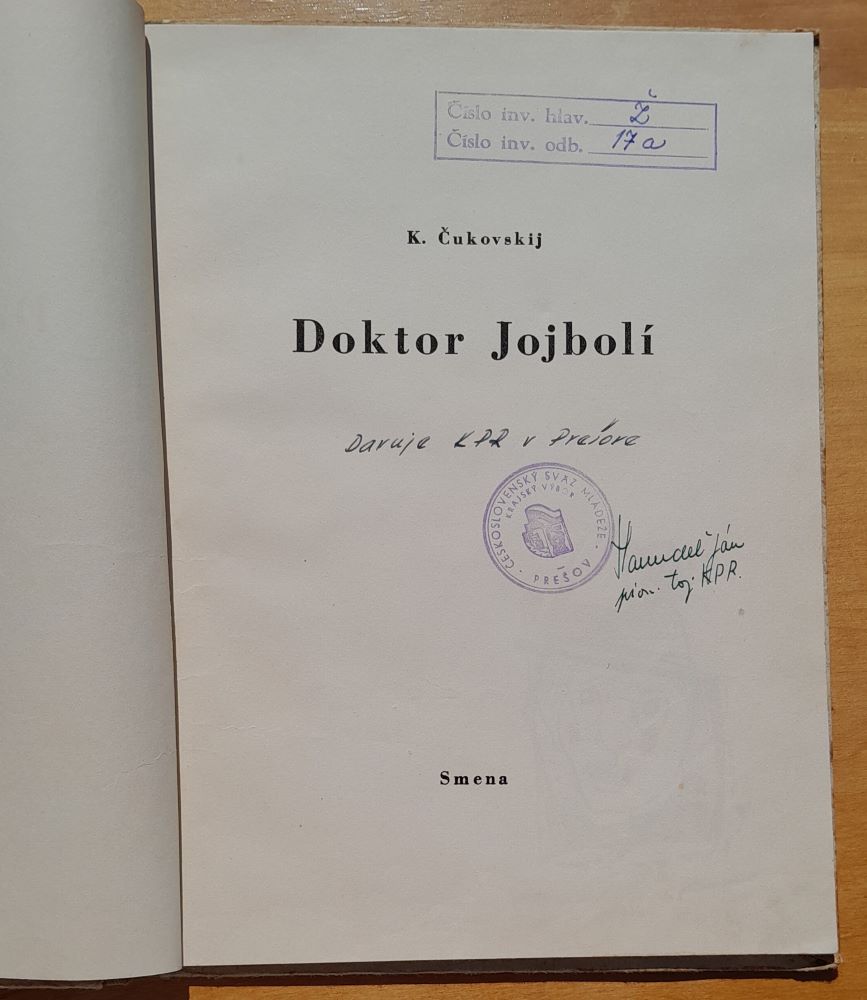 Číslo inv. hlav. Ž
Číslo inv. odb. 17a
K. Čukovskij
Doktor Jojbolí
Daruje KPR v Prešove
ČESKOSLOVENSKÝ SVÄZ MLÁDEŽE
KRAJSKÝ VÝBOR
PREŠOV
Ján
pion. KPR.
Smena